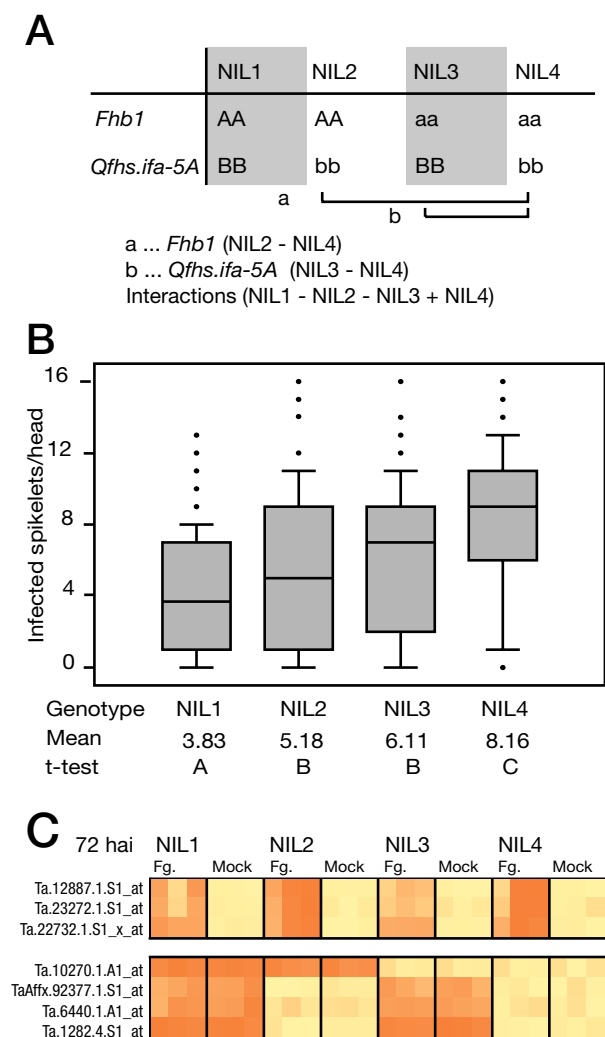 A
NIL1 NIL2 NIL3 NIL4
Fhb1 AA AA aa aa
Qfhs.ifa-5A BB bb BB bb
a
b
a ... Fhb1 (NIL2 - NIL4)
b ... Qfhs.ifa-5A (NIL3 - NIL4)
Interactions (NIL1 - NIL2 - NIL3 + NIL4)
B
Infected spikelets/head
16
12
8
4
0
Genotype NIL1 NIL2 NIL3 NIL4
Mean 3.83 5.18 6.11 8.16
t-test A B B C
C 72 hai NIL1 NIL2 NIL3 NIL4
Fg. Mock Fg. Mock Fg. Mock Fg. Mock
Ta.12887.1.S1_at
Ta.23272.1.S1_at
Ta.22732.1.S1_x_at
Ta.10270.1.A1_at
TaAffx.92377.1.S1_at
Ta.6440.1.A1_at
Ta.1282.4.S1_at